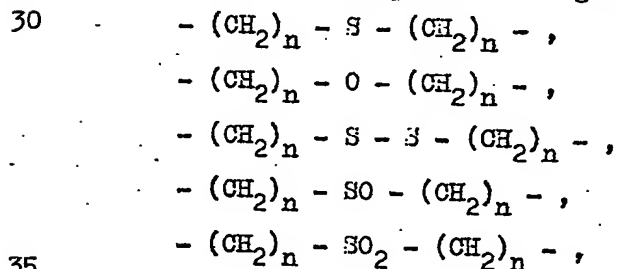 30 - (CH₂)ₙ - S - (CH₂)ₙ - ,
- (CH₂)ₙ - O - (CH₂)ₙ - ,
- (CH₂)ₙ - S - S - (CH₂)ₙ - ,
- (CH₂)ₙ - SO - (CH₂)ₙ - ,
- (CH₂)ₙ - SO₂ - (CH₂)ₙ - ,
35